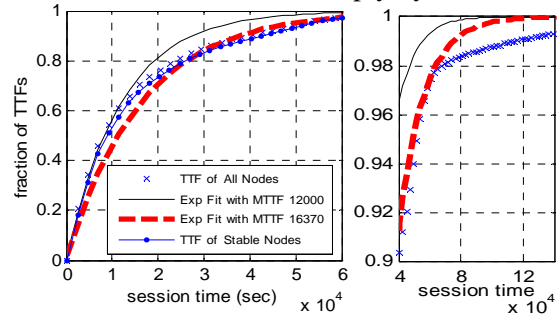 fraction of TTFs
1
0.8
0.6
0.4
0.2
0
TTF of All Nodes
Exp Fit with MTTF 12000
Exp Fit with MTTF 16370
TTF of Stable Nodes
0 1 2 3 4 5 6
session time (sec)
x 10^4
1
0.98
0.96
0.94
0.92
0.9
4 8 12
session time
x 10^4